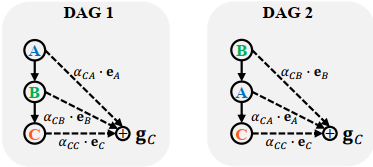 DAG 1
A
α_CA · e_A
B
α_CB · e_B
g_C
C
α_CC · e_C
DAG 2
B
α_CB · e_B
A
α_CA · e_A
g_C
C
α_CC · e_C